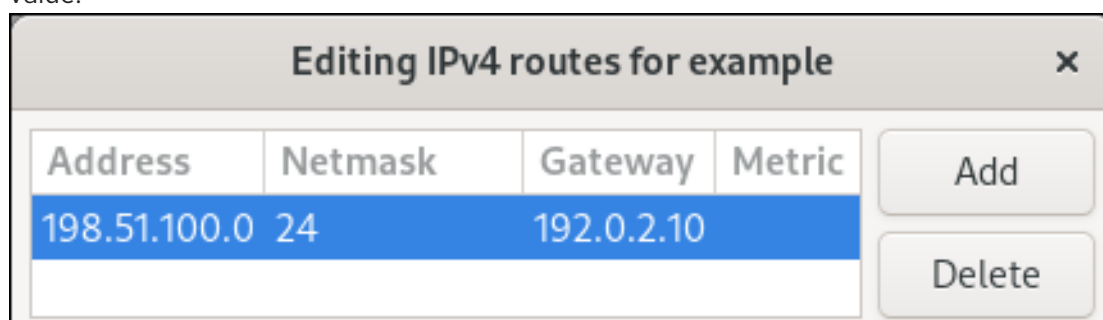 Editing IPv4 routes for example ×
Address Netmask Gateway Metric Add
198.51.100.0 24 192.0.2.10
Delete